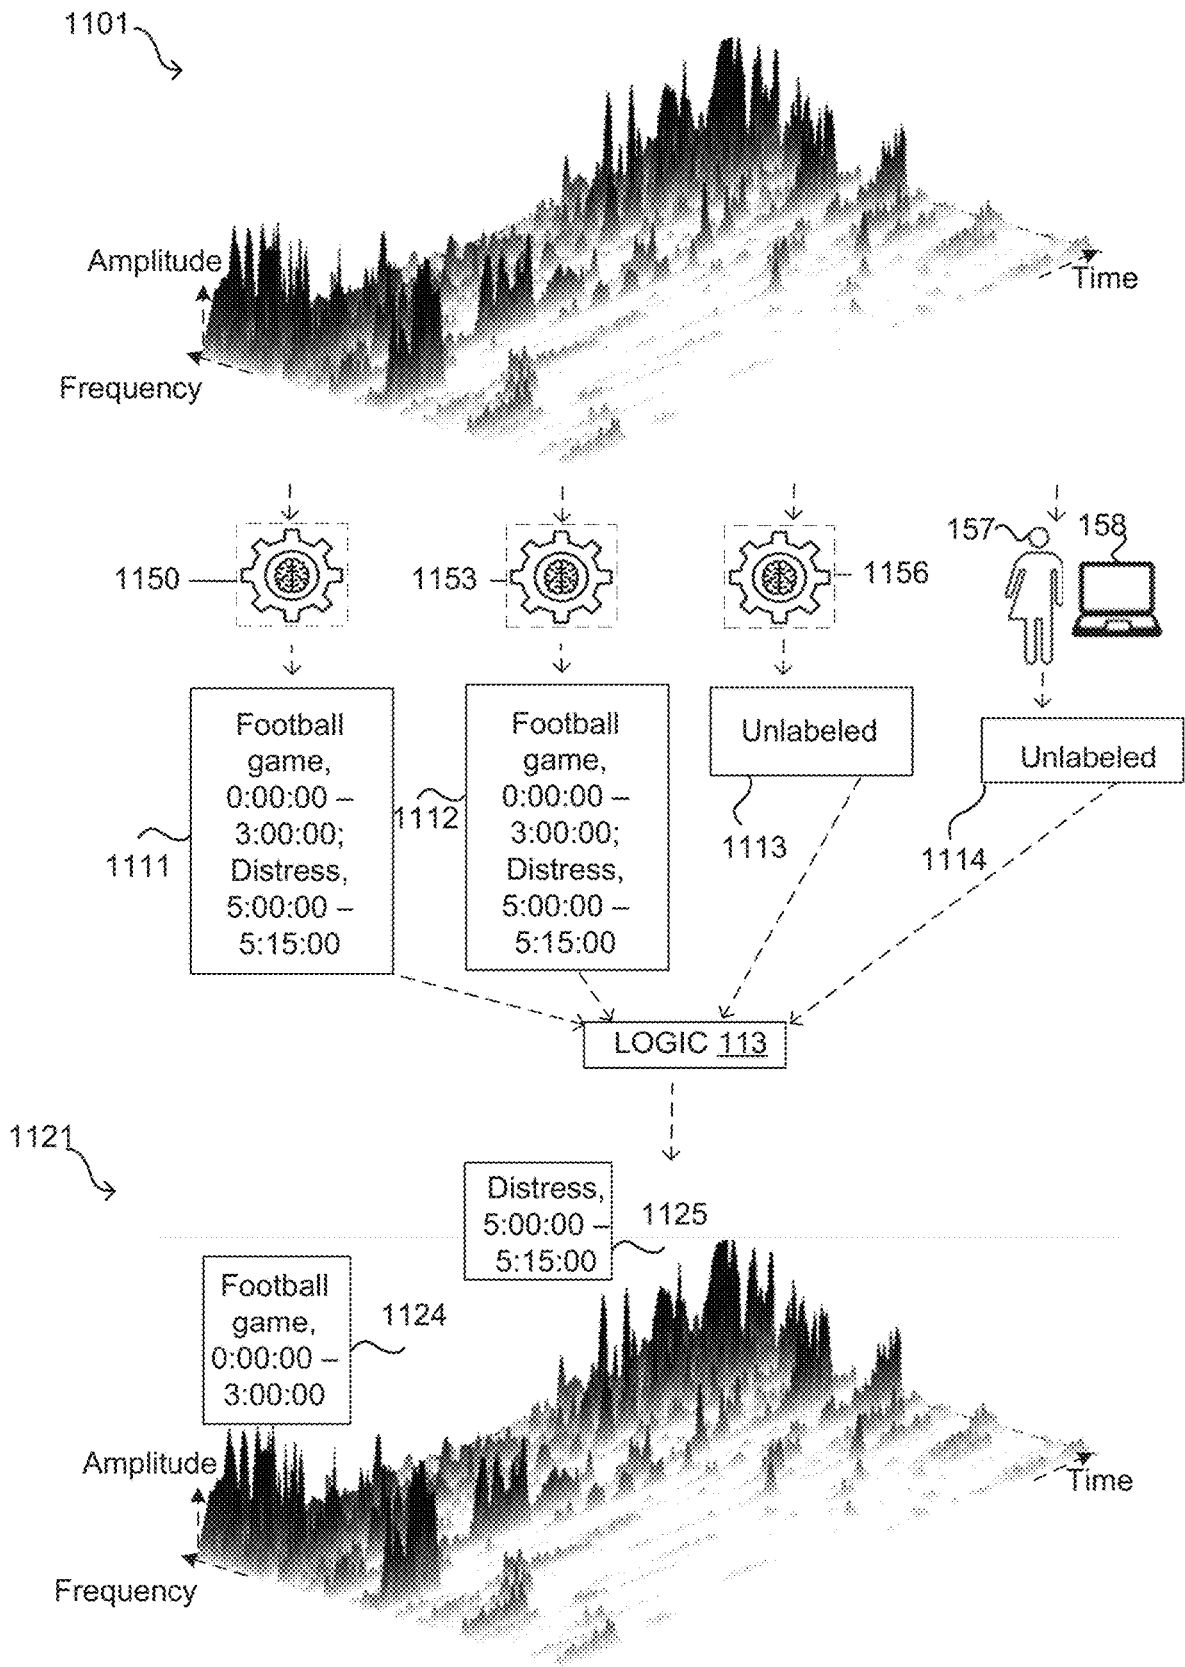 1101
Amplitude
Frequency
Time
1150
1153
1156
157
158
Football
game,
0:00:00 –
3:00:00;
Distress,
5:00:00 –
5:15:00
1111
Football
game,
0:00:00 –
3:00:00;
Distress,
5:00:00 –
5:15:00
1112
Unlabeled
1113
Unlabeled
1114
LOGIC 113
1121
Distress,
5:00:00 –
5:15:00
1125
Football
game,
0:00:00 –
3:00:00
1124
Amplitude
Frequency
Time